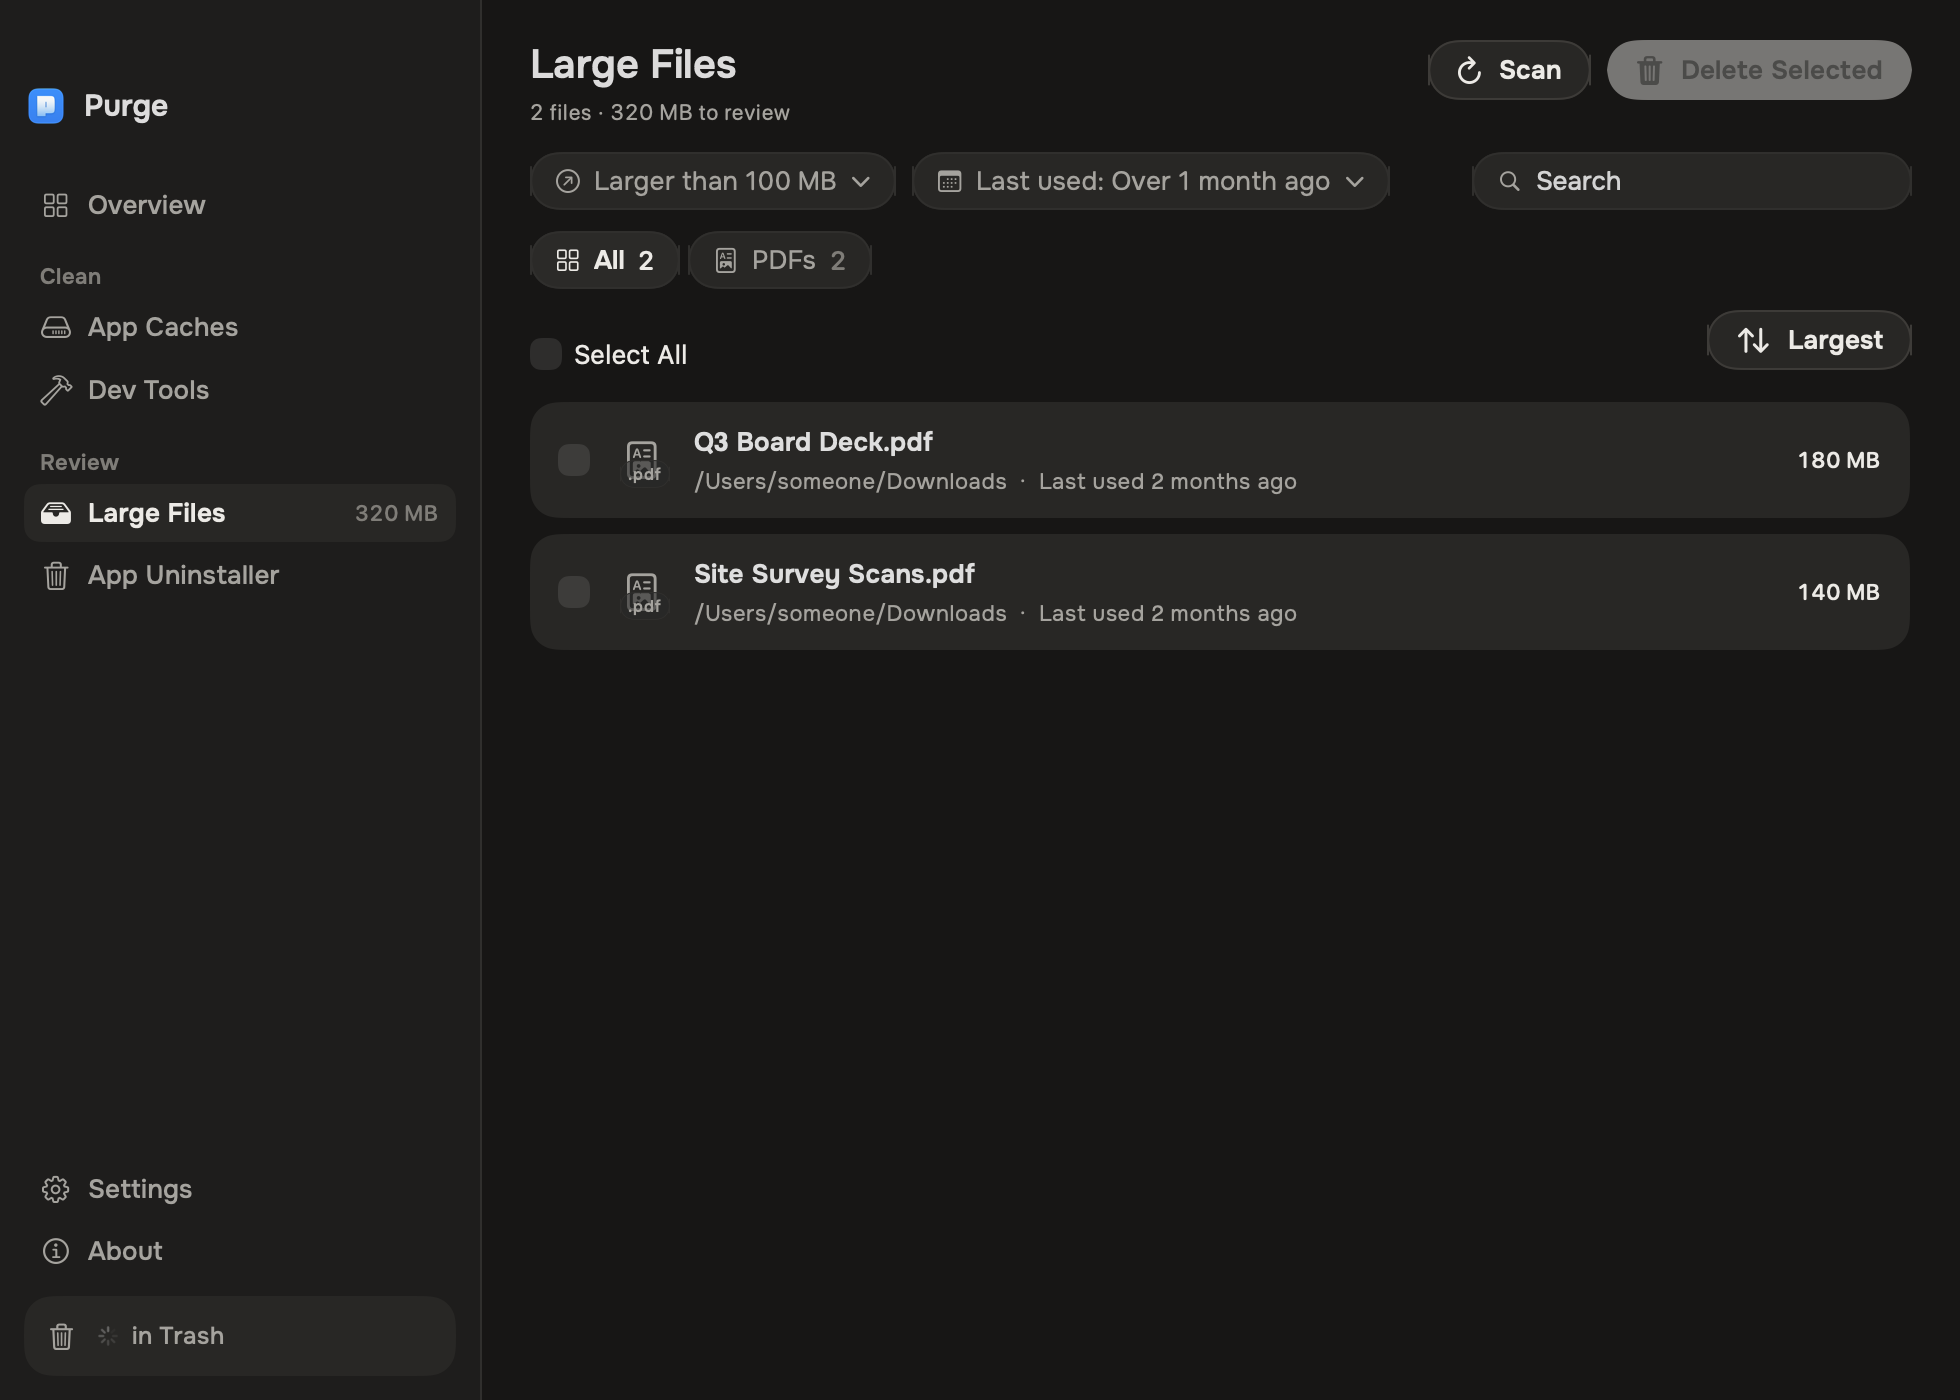 Purge
Overview
Clean
App Caches
Dev Tools
Review
Large Files 320 MB
App Uninstaller
Settings
About
in Trash
Large Files
2 files · 320 MB to review
Scan
Delete Selected
Larger than 100 MB
Last used: Over 1 month ago
Search
All 2
PDFs 2
Select All
Largest
Q3 Board Deck.pdf
/Users/someone/Downloads · Last used 2 months ago
180 MB
.pdf
Site Survey Scans.pdf
/Users/someone/Downloads · Last used 2 months ago
140 MB
.pdf